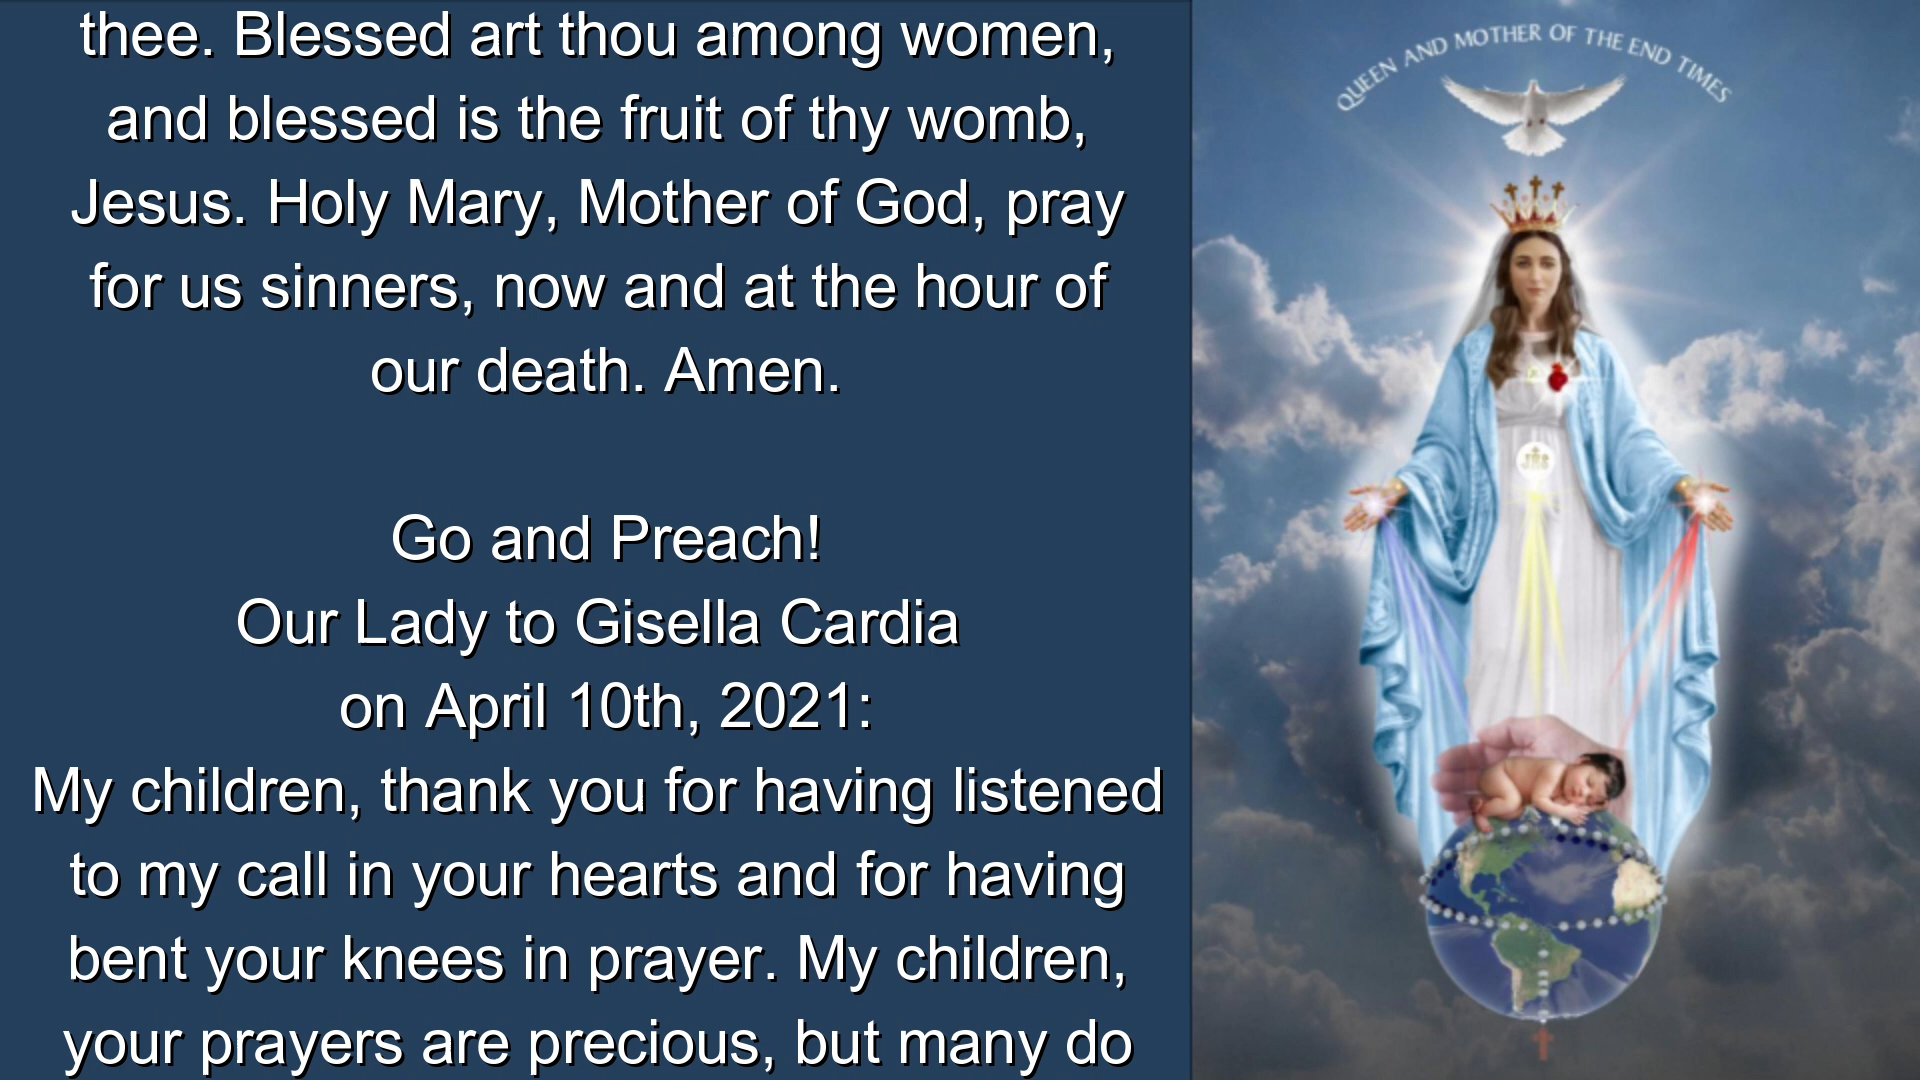 thee. Blessed art thou among women,
and blessed is the fruit of thy womb,
Jesus. Holy Mary, Mother of God, pray
for us sinners, now and at the hour of
our death. Amen.
Go and Preach!
Our Lady to Gisella Cardia
on April 10th, 2021:
My children, thank you for having listened
to my call in your hearts and for having
bent your knees in prayer. My children,
your prayers are precious, but many do
QUEEN AND MOTHER OF THE END TIMES
JHS